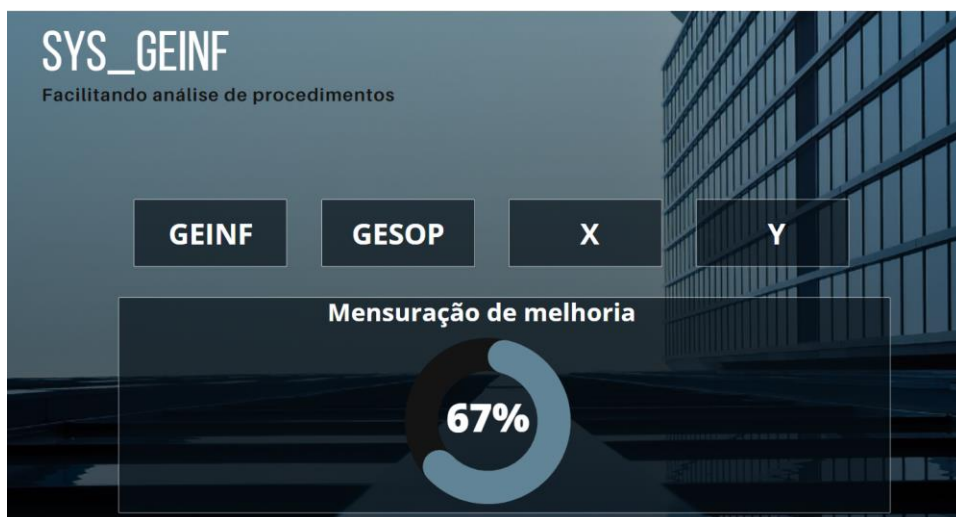 SYS_GEINF
Facilitando análise de procedimentos
GEINF GESOP X Y
Mensuração de melhoria
67%